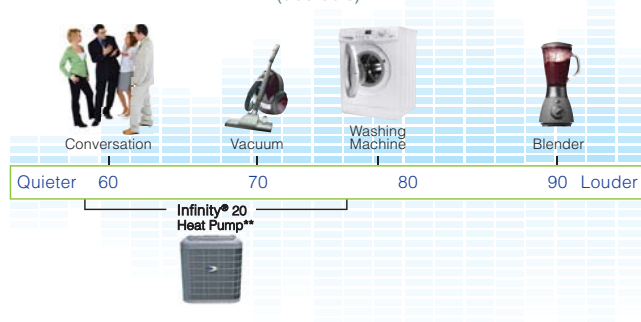 Conversation
Vacuum
Washing
Machine
Blender
Quieter 60 70 80 90 Louder
Infinity® 20
Heat Pump**